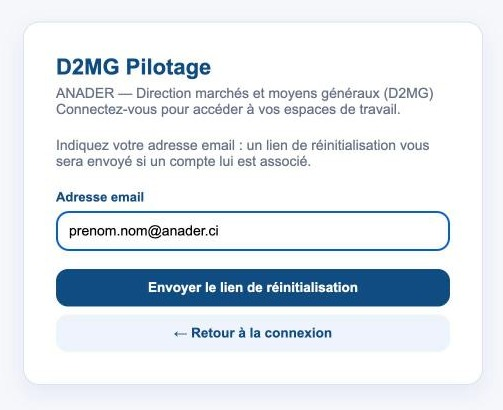 D2MG Pilotage
ANADER — Direction marchés et moyens généraux (D2MG)
Connectez-vous pour accéder à vos espaces de travail.
Indiquez votre adresse email : un lien de réinitialisation vous
sera envoyé si un compte lui est associé.
Adresse email
prenom.nom@anader.ci
Envoyer le lien de réinitialisation
← Retour à la connexion